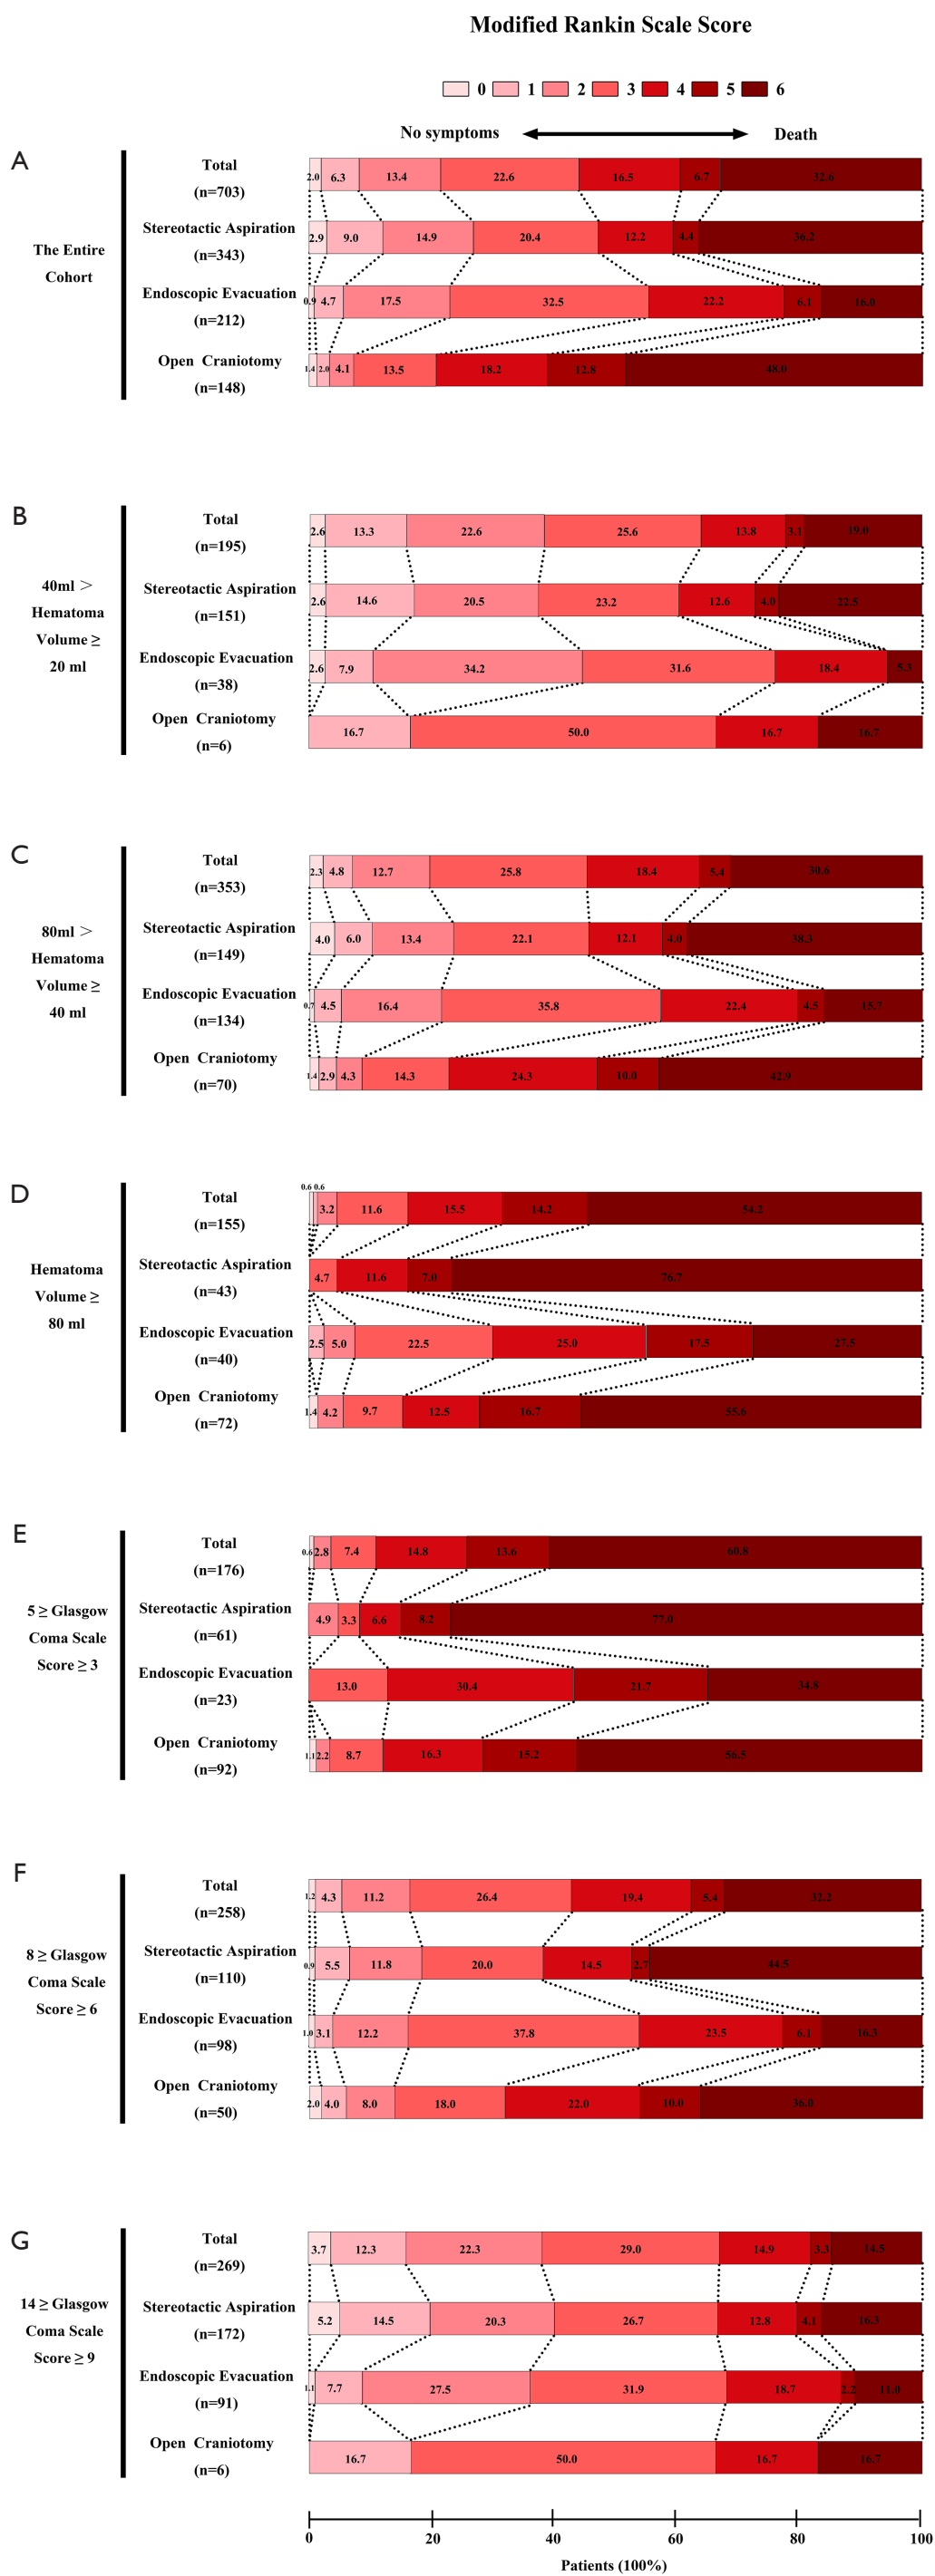 Modified Rankin Scale Score
0 1 2 3 4 5 6
No symptoms Death
A
The Entire
Cohort
Total
(n=703)
2.0 6.3 13.4 22.6 16.5 6.7 32.6
Stereotactic Aspiration
(n=343)
2.9 9.0 14.9 20.4 12.2 4.4 36.2
Endoscopic Evacuation
(n=212)
0.9 4.7 17.5 32.5 22.2 6.1 16.0
Open Craniotomy
(n=148)
1.4 2.0 4.1 13.5 18.2 12.8 48.0
B
40ml >
Hematoma
Volume ≥
20 ml
Total
(n=195)
2.6 13.3 22.6 25.6 13.8 3.1 19.0
Stereotactic Aspiration
(n=151)
2.6 14.6 20.5 23.2 12.6 4.0 22.5
Endoscopic Evacuation
(n=38)
2.6 7.9 34.2 31.6 18.4 5.3
Open Craniotomy
(n=6)
16.7 50.0 16.7 16.7
C
80ml >
Hematoma
Volume ≥
40 ml
Total
(n=353)
2.3 4.8 12.7 25.8 18.4 5.4 30.6
Stereotactic Aspiration
(n=149)
4.0 6.0 13.4 22.1 12.1 4.0 38.3
Endoscopic Evacuation
(n=134)
0.7 4.5 16.4 35.8 22.4 4.5 15.7
Open Craniotomy
(n=70)
1.4 2.9 4.3 14.3 24.3 10.0 42.9
D
Hematoma
Volume ≥
80 ml
Total
(n=155)
0.6 0.6 3.2 11.6 15.5 14.2 54.2
Stereotactic Aspiration
(n=43)
4.7 11.6 7.0 76.7
Endoscopic Evacuation
(n=40)
2.5 5.0 22.5 25.0 17.5 27.5
Open Craniotomy
(n=72)
1.4 4.2 9.7 12.5 16.7 55.6
E
5 ≥ Glasgow
Coma Scale
Score ≥ 3
Total
(n=176)
0.6 2.8 7.4 14.8 13.6 60.8
Stereotactic Aspiration
(n=61)
4.9 3.3 6.6 8.2 77.0
Endoscopic Evacuation
(n=23)
13.0 30.4 21.7 34.8
Open Craniotomy
(n=92)
1.1 2.2 8.7 16.3 15.2 56.5
F
8 ≥ Glasgow
Coma Scale
Score ≥ 6
Total
(n=258)
1.2 4.3 11.2 26.4 19.4 5.4 32.2
Stereotactic Aspiration
(n=110)
0.9 5.5 11.8 20.0 14.5 2.7 44.5
Endoscopic Evacuation
(n=98)
1.0 3.1 12.2 37.8 23.5 6.1 16.3
Open Craniotomy
(n=50)
2.0 4.0 8.0 18.0 22.0 10.0 36.0
G
14 ≥ Glasgow
Coma Scale
Score ≥ 9
Total
(n=269)
3.7 12.3 22.3 29.0 14.9 3.3 14.5
Stereotactic Aspiration
(n=172)
5.2 14.5 20.3 26.7 12.8 4.1 16.3
Endoscopic Evacuation
(n=91)
1.1 7.7 27.5 31.9 18.7 2.2 11.0
Open Craniotomy
(n=6)
16.7 50.0 16.7 16.7
0 20 40 60 80 100
Patients (100%)